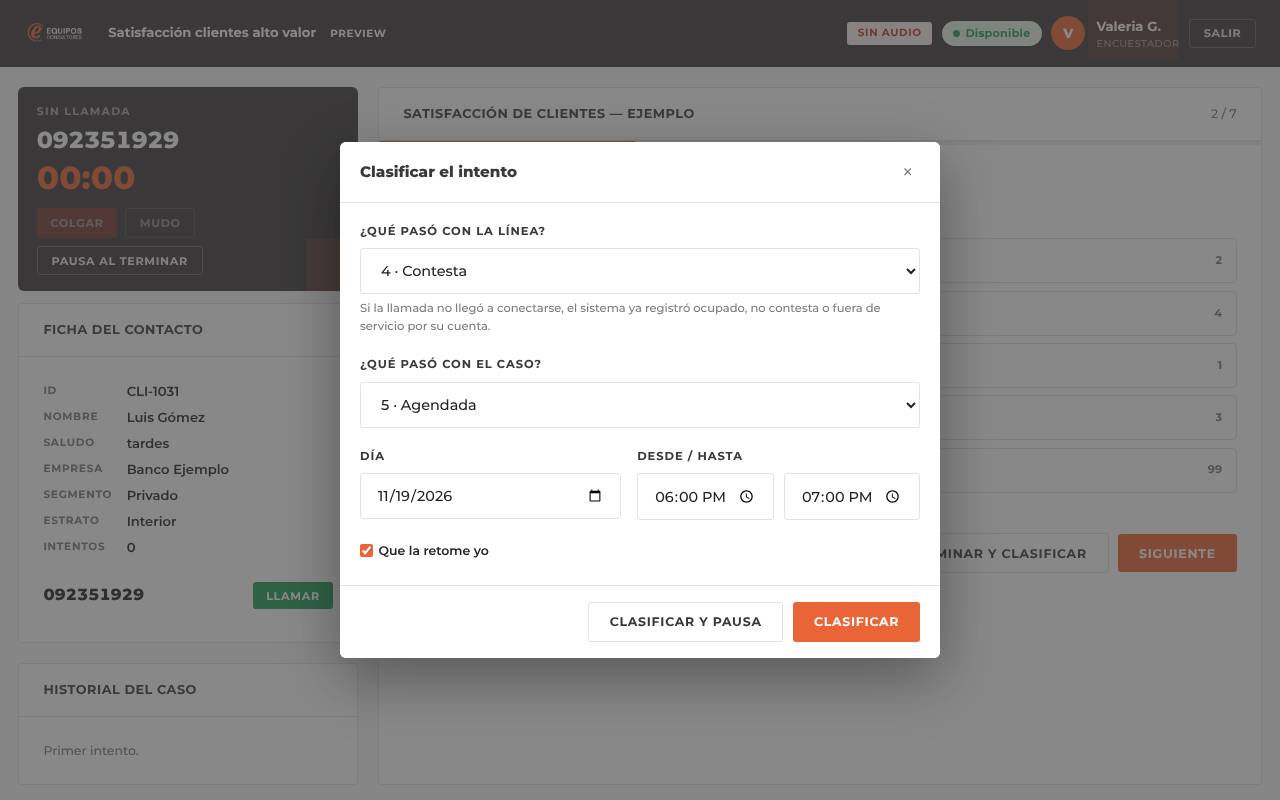 EQUIPOS
CONSULTORES
Satisfacción clientes alto valor
PREVIEW
SIN AUDIO
Disponible
V
Valeria G.
ENCUESTADOR
SALIR
SIN LLAMADA
092351929
00:00
COLGAR
MUDO
PAUSA AL TERMINAR
FICHA DEL CONTACTO
ID CLI-1031
NOMBRE Luis Gómez
SALUDO tardes
EMPRESA Banco Ejemplo
SEGMENTO Privado
ESTRATO Interior
INTENTOS 0
092351929
LLAMAR
HISTORIAL DEL CASO
Primer intento.
SATISFACCIÓN DE CLIENTES — EJEMPLO
2 / 7
2
4
1
3
99
MINAR Y CLASIFICAR
SIGUIENTE
Clasificar el intento
×
¿QUÉ PASÓ CON LA LÍNEA?
4 · Contesta
Si la llamada no llegó a conectarse, el sistema ya registró ocupado, no contesta o fuera de
servicio por su cuenta.
¿QUÉ PASÓ CON EL CASO?
5 · Agendada
DÍA
DESDE / HASTA
11/19/2026
06:00 PM
07:00 PM
Que la retome yo
CLASIFICAR Y PAUSA
CLASIFICAR